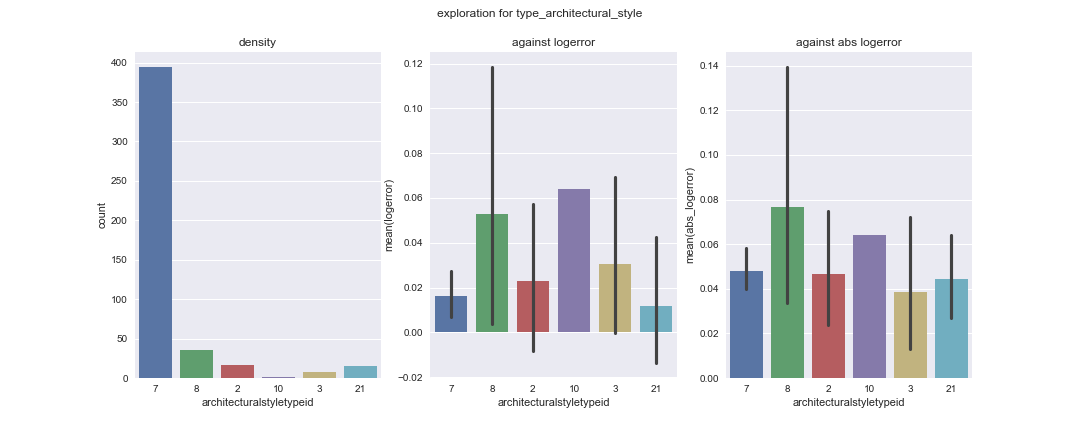 exploration for type_architectural_style
density
against logerror
against abs logerror
400
350
300
250
200
150
100
50
0
count
7 8 2 10 3 21
architecturalstyletypeid
0.12
0.10
0.08
0.06
0.04
0.02
0.00
−0.02
mean(logerror)
7 8 2 10 3 21
architecturalstyletypeid
0.14
0.12
0.10
0.08
0.06
0.04
0.02
0.00
mean(abs_logerror)
7 8 2 10 3 21
architecturalstyletypeid